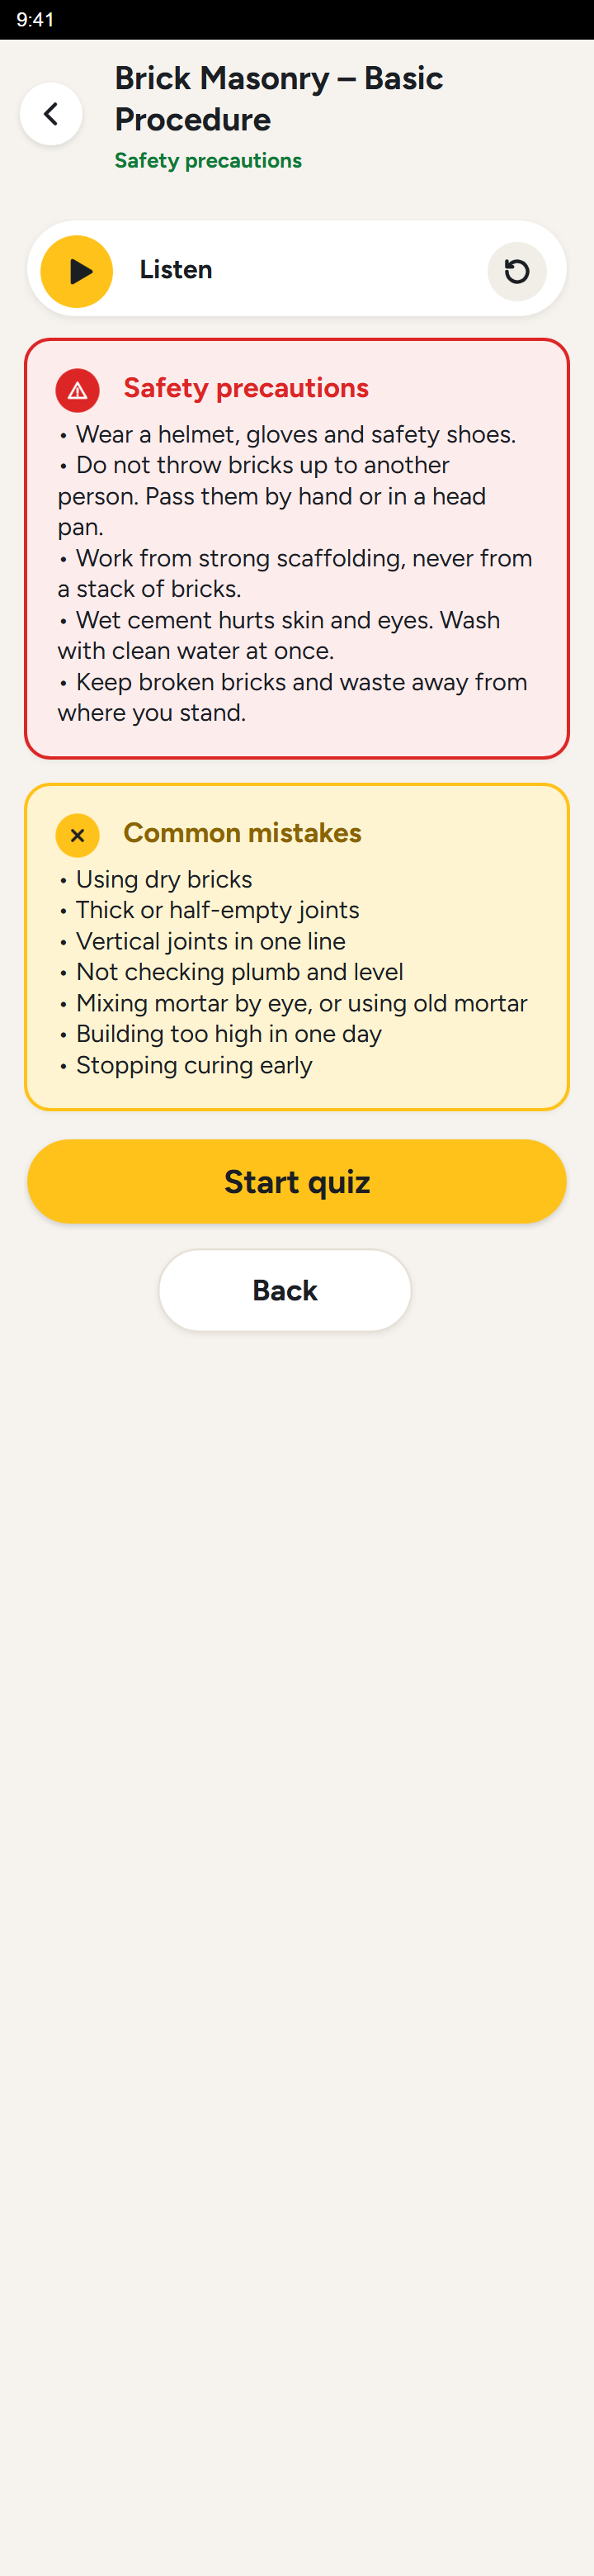 9:41
Brick Masonry – Basic
Procedure
Safety precautions
Listen
Safety precautions
• Wear a helmet, gloves and safety shoes.
• Do not throw bricks up to another
person. Pass them by hand or in a head
pan.
• Work from strong scaffolding, never from
a stack of bricks.
• Wet cement hurts skin and eyes. Wash
with clean water at once.
• Keep broken bricks and waste away from
where you stand.
Common mistakes
• Using dry bricks
• Thick or half-empty joints
• Vertical joints in one line
• Not checking plumb and level
• Mixing mortar by eye, or using old mortar
• Building too high in one day
• Stopping curing early
Start quiz
Back